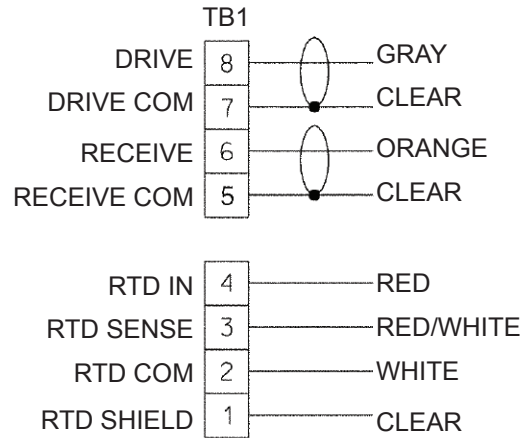 TB1
DRIVE 8 GRAY
DRIVE COM 7 CLEAR
RECEIVE 6 ORANGE
RECEIVE COM 5 CLEAR
RTD IN 4 RED
RTD SENSE 3 RED/WHITE
RTD COM 2 WHITE
RTD SHIELD 1 CLEAR